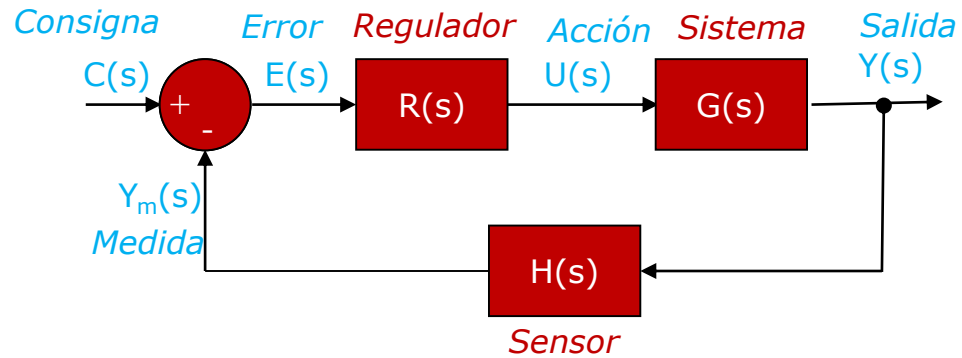 Consigna
Error
Regulador
Acción
Sistema
Salida
C(s)
E(s)
U(s)
Y(s)
+
-
R(s)
G(s)
Yₘ(s)
Medida
H(s)
Sensor